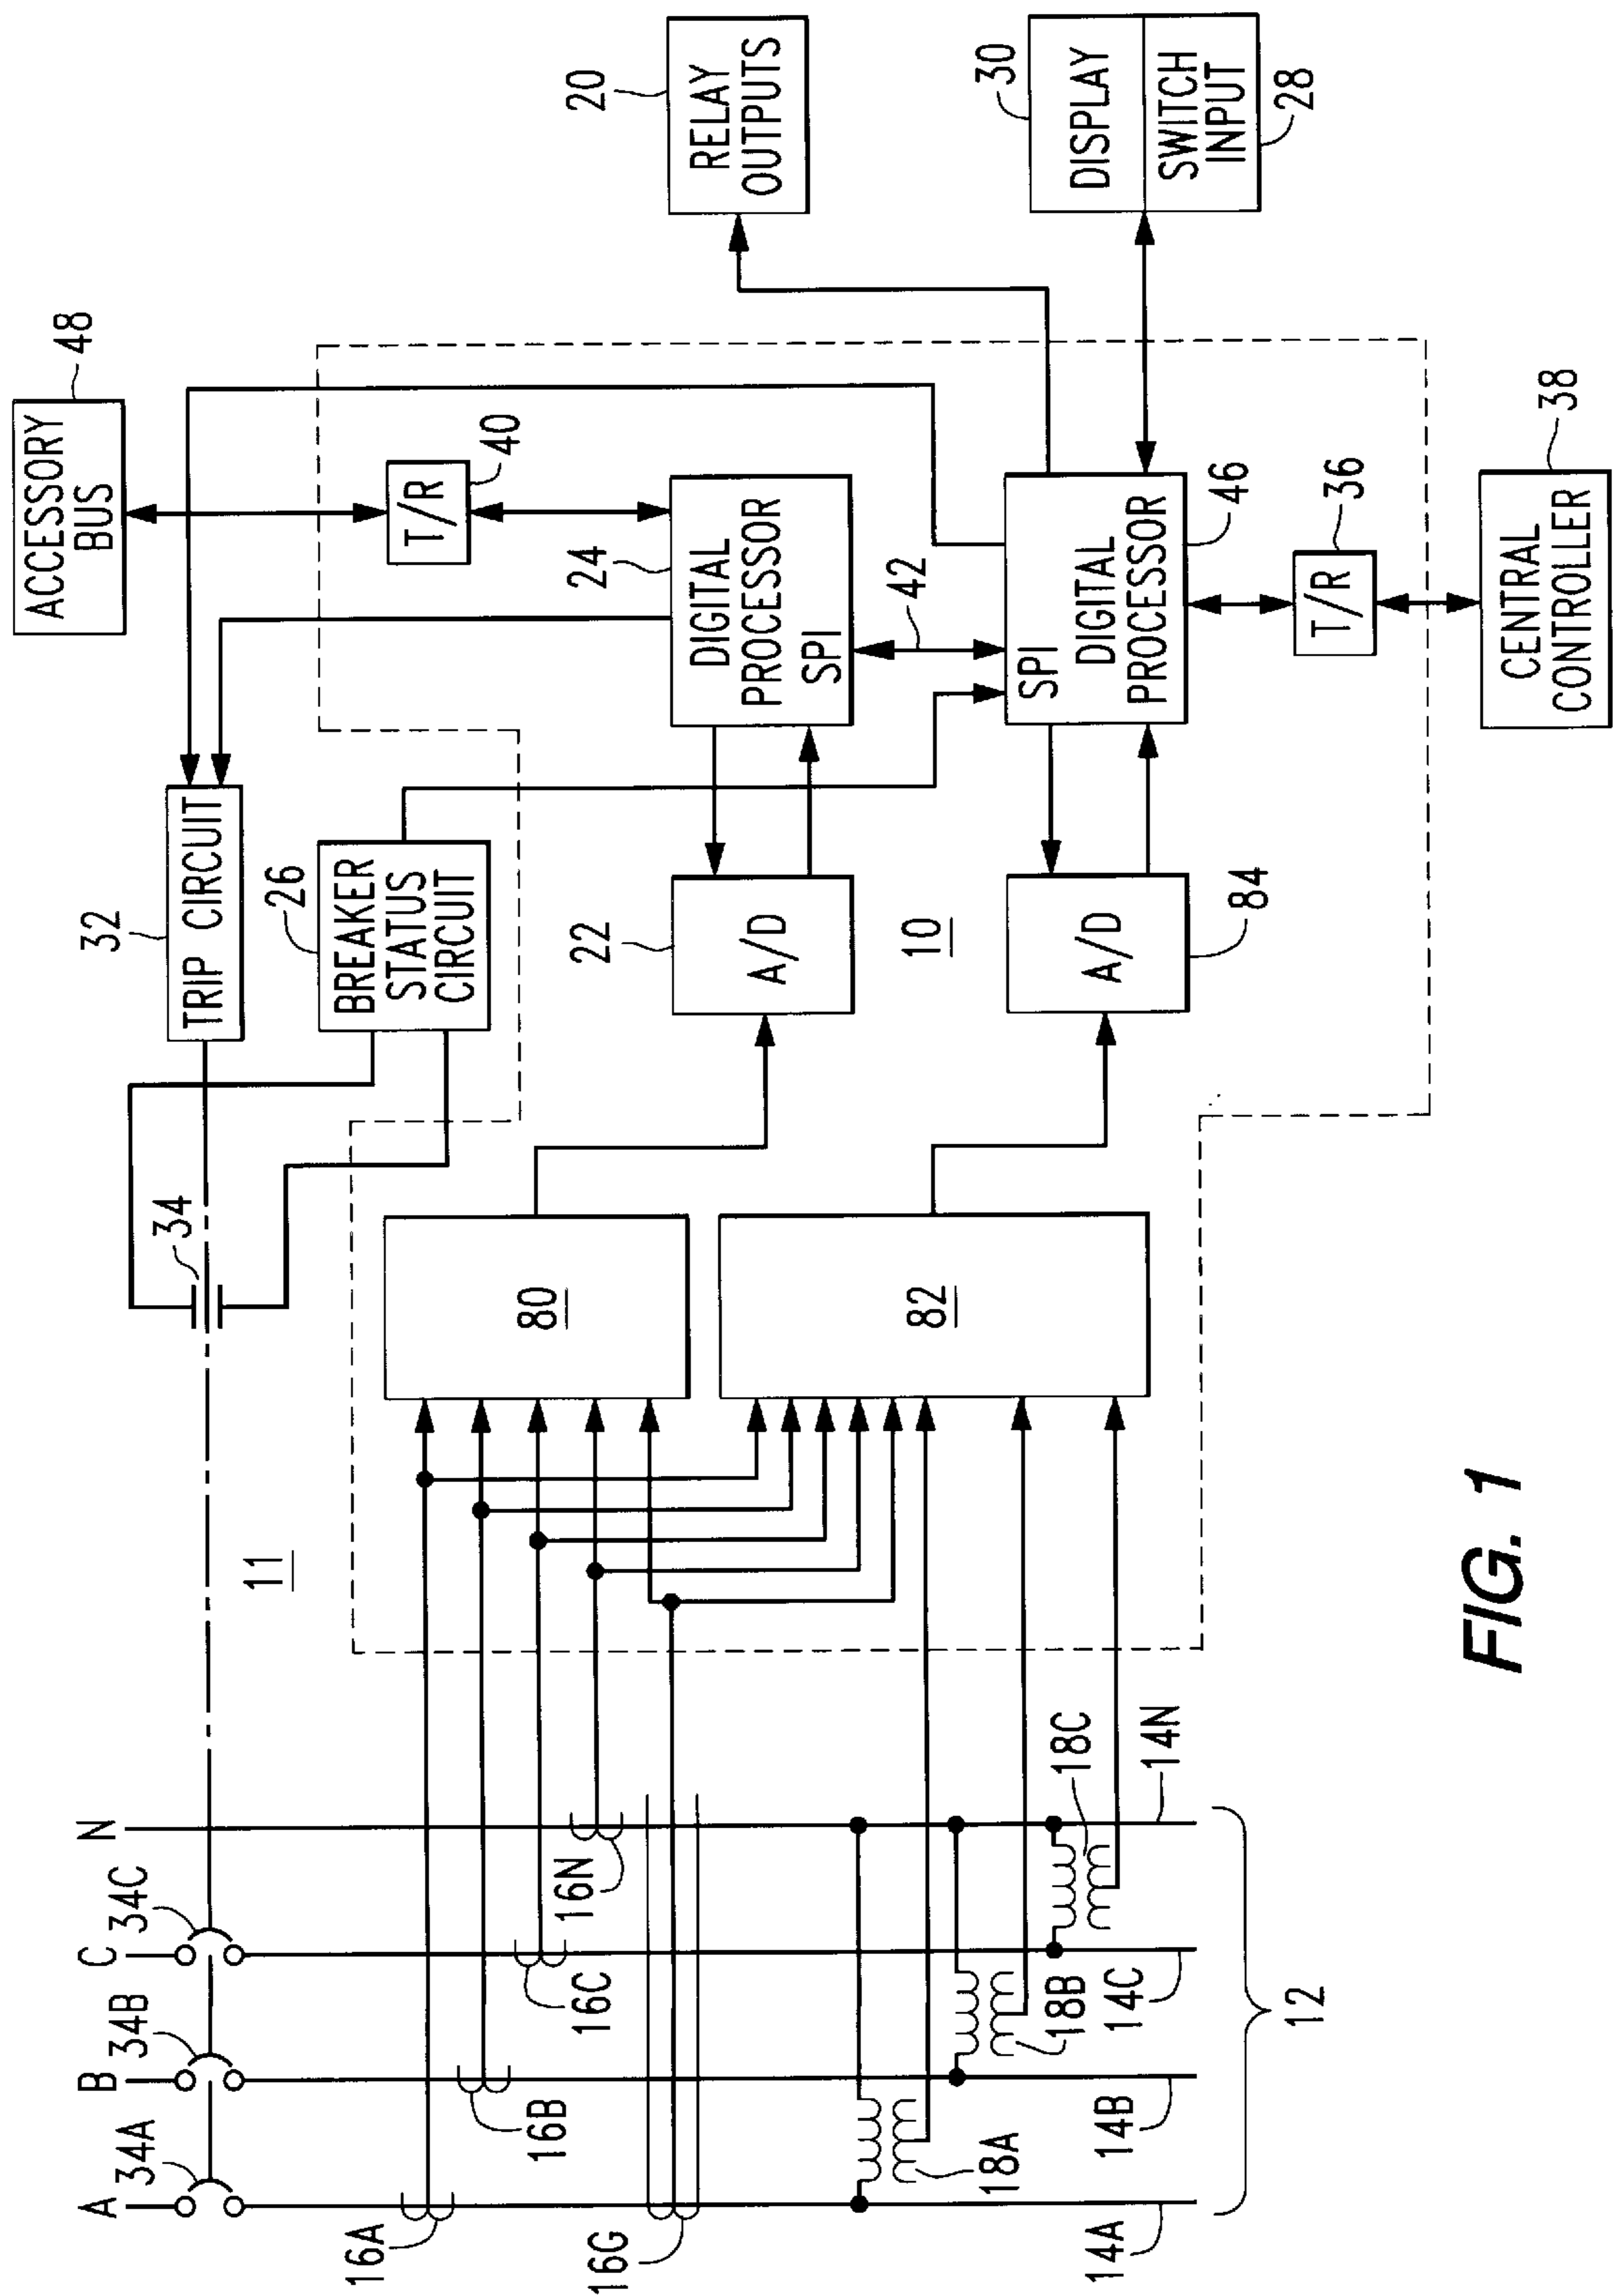 A
B
C
N
34A
34B
34C
34
11
16A
16B
16C
16N
16G
18A
18B
18C
14A
14B
14C
14N
12
80
82
32
TRIP CIRCUIT
26
BREAKER
STATUS
CIRCUIT
22
A/D
10
A/D
84
ACCESSORY
BUS
48
T/R
40
24
DIGITAL
PROCESSOR
SPI
42
SPI
DIGITAL
PROCESSOR
46
T/R
36
CENTRAL
CONTROLLER
38
20
RELAY
OUTPUTS
30
DISPLAY
SWITCH
INPUT
28
FIG. 1